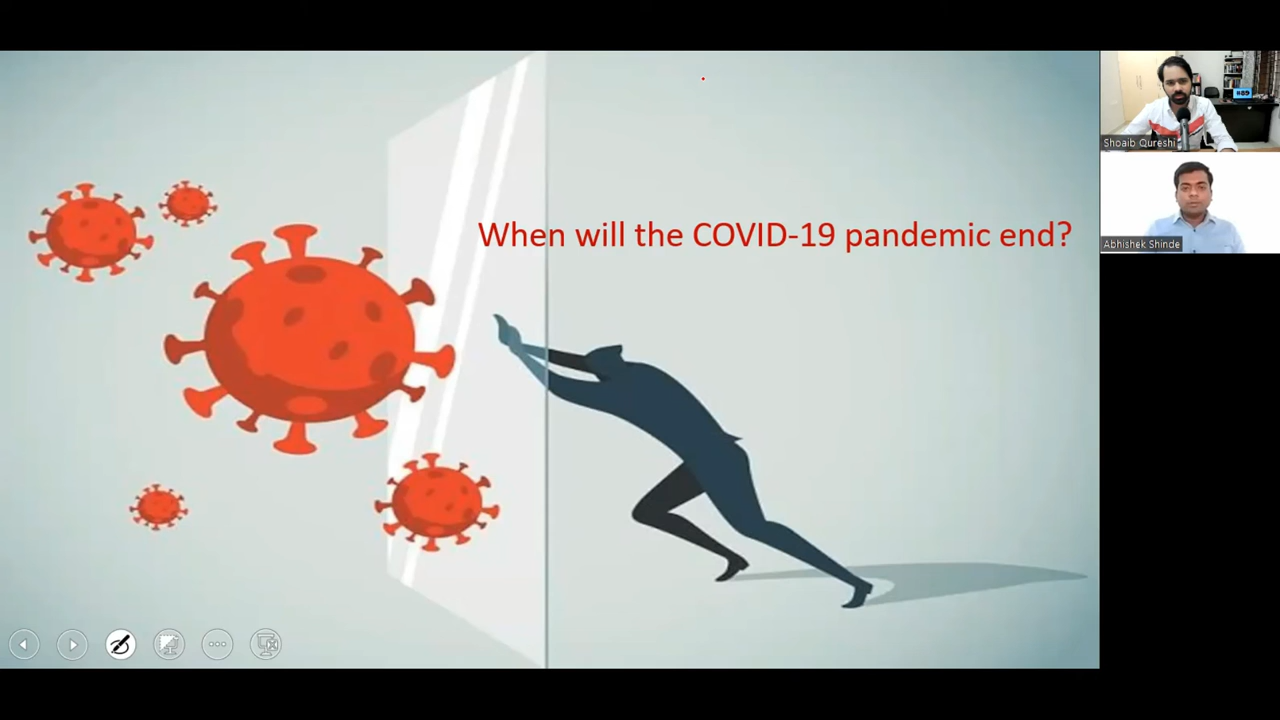 When will the COVID-19 pandemic end?
Shoaib Qureshi
Abhishek Shinde